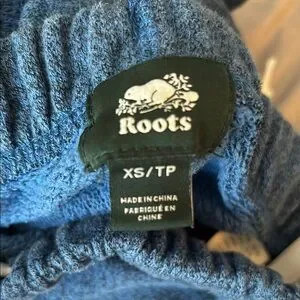 Roots
XS/TP
MADE IN CHINA
FABRIQUÉ EN
CHINE